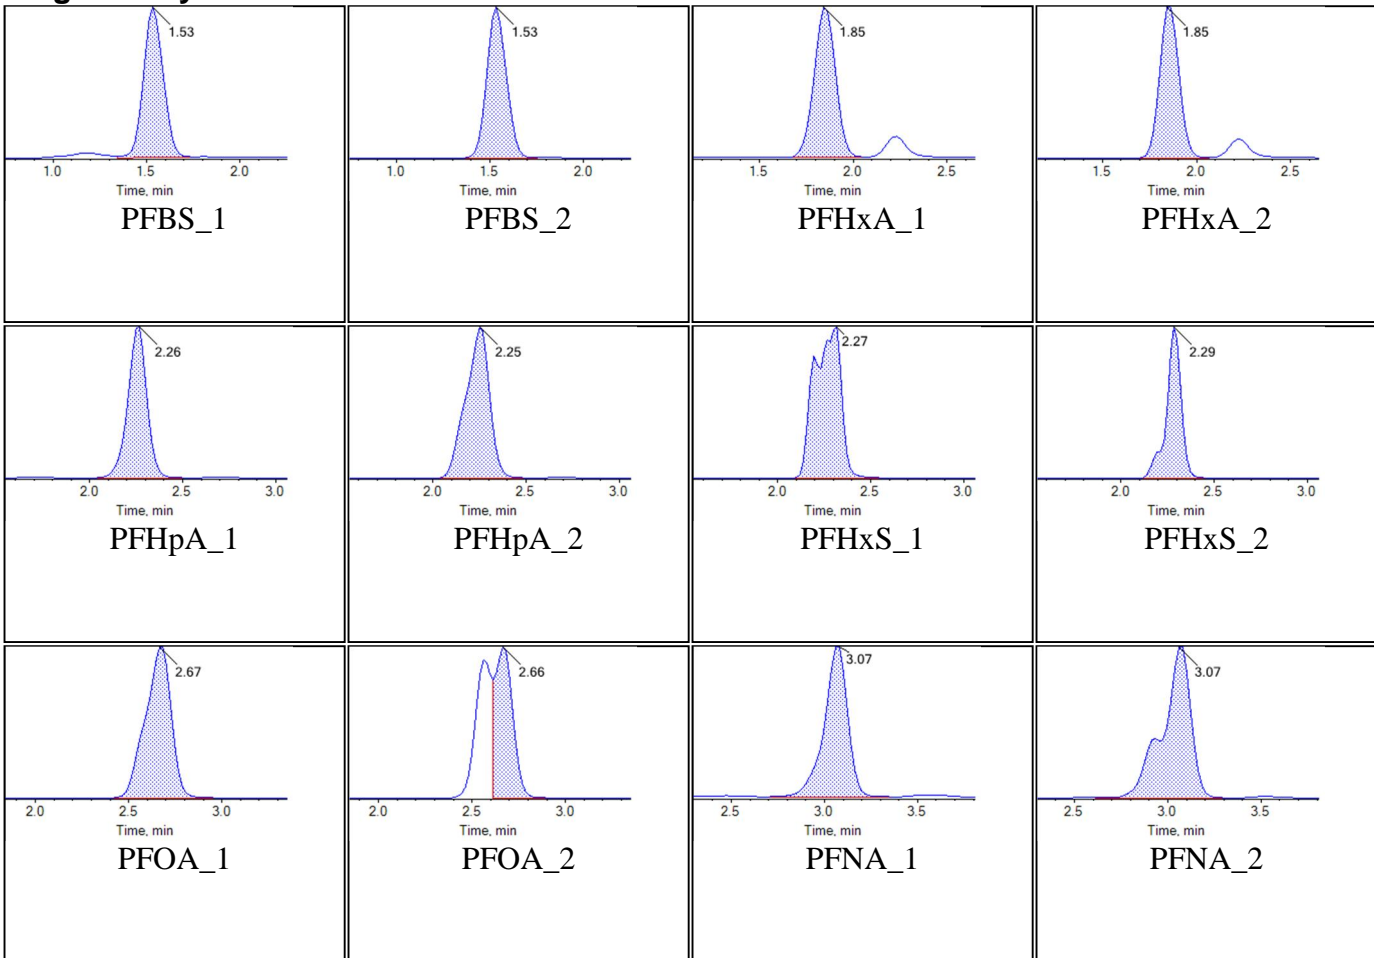 1.53 1.53 1.85 1.85
1.0 1.5 2.0 1.0 1.5 2.0 1.5 2.0 2.5 1.5 2.0 2.5
Time, min Time, min Time, min Time, min
PFBS_1 PFBS_2 PFHxA_1 PFHxA_2
2.26 2.25 2.27 2.29
2.0 2.5 3.0 2.0 2.5 3.0 2.0 2.5 3.0 2.0 2.5 3.0
Time, min Time, min Time, min Time, min
PFHpA_1 PFHpA_2 PFHxS_1 PFHxS_2
2.67 2.66 3.07 3.07
2.0 2.5 3.0 2.0 2.5 3.0 2.5 3.0 3.5 2.5 3.0 3.5
Time, min Time, min Time, min Time, min
PFOA_1 PFOA_2 PFNA_1 PFNA_2